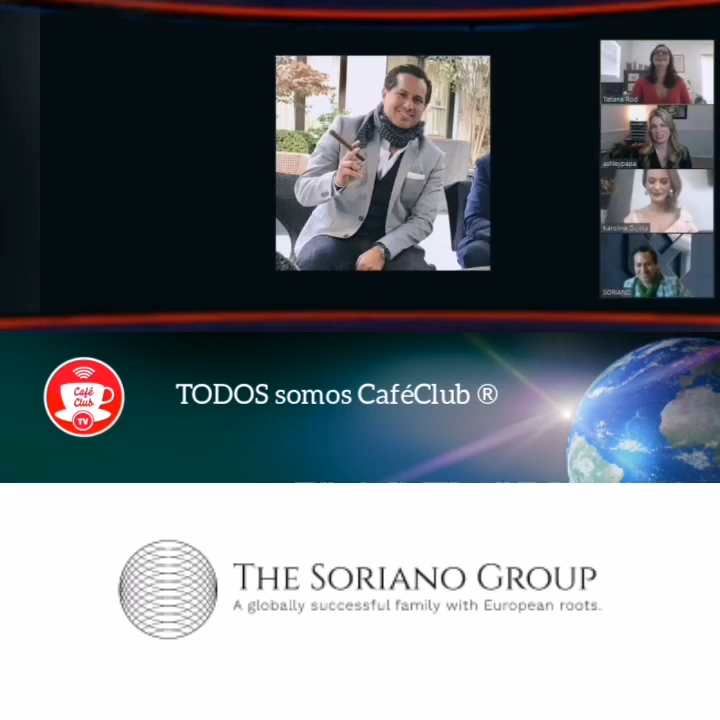 Tatiana Rod
ashleypapa
SORIANO
Café
Club
TV
TODOS somos CaféClub ®
THE SORIANO GROUP
A globally successful family with European roots.